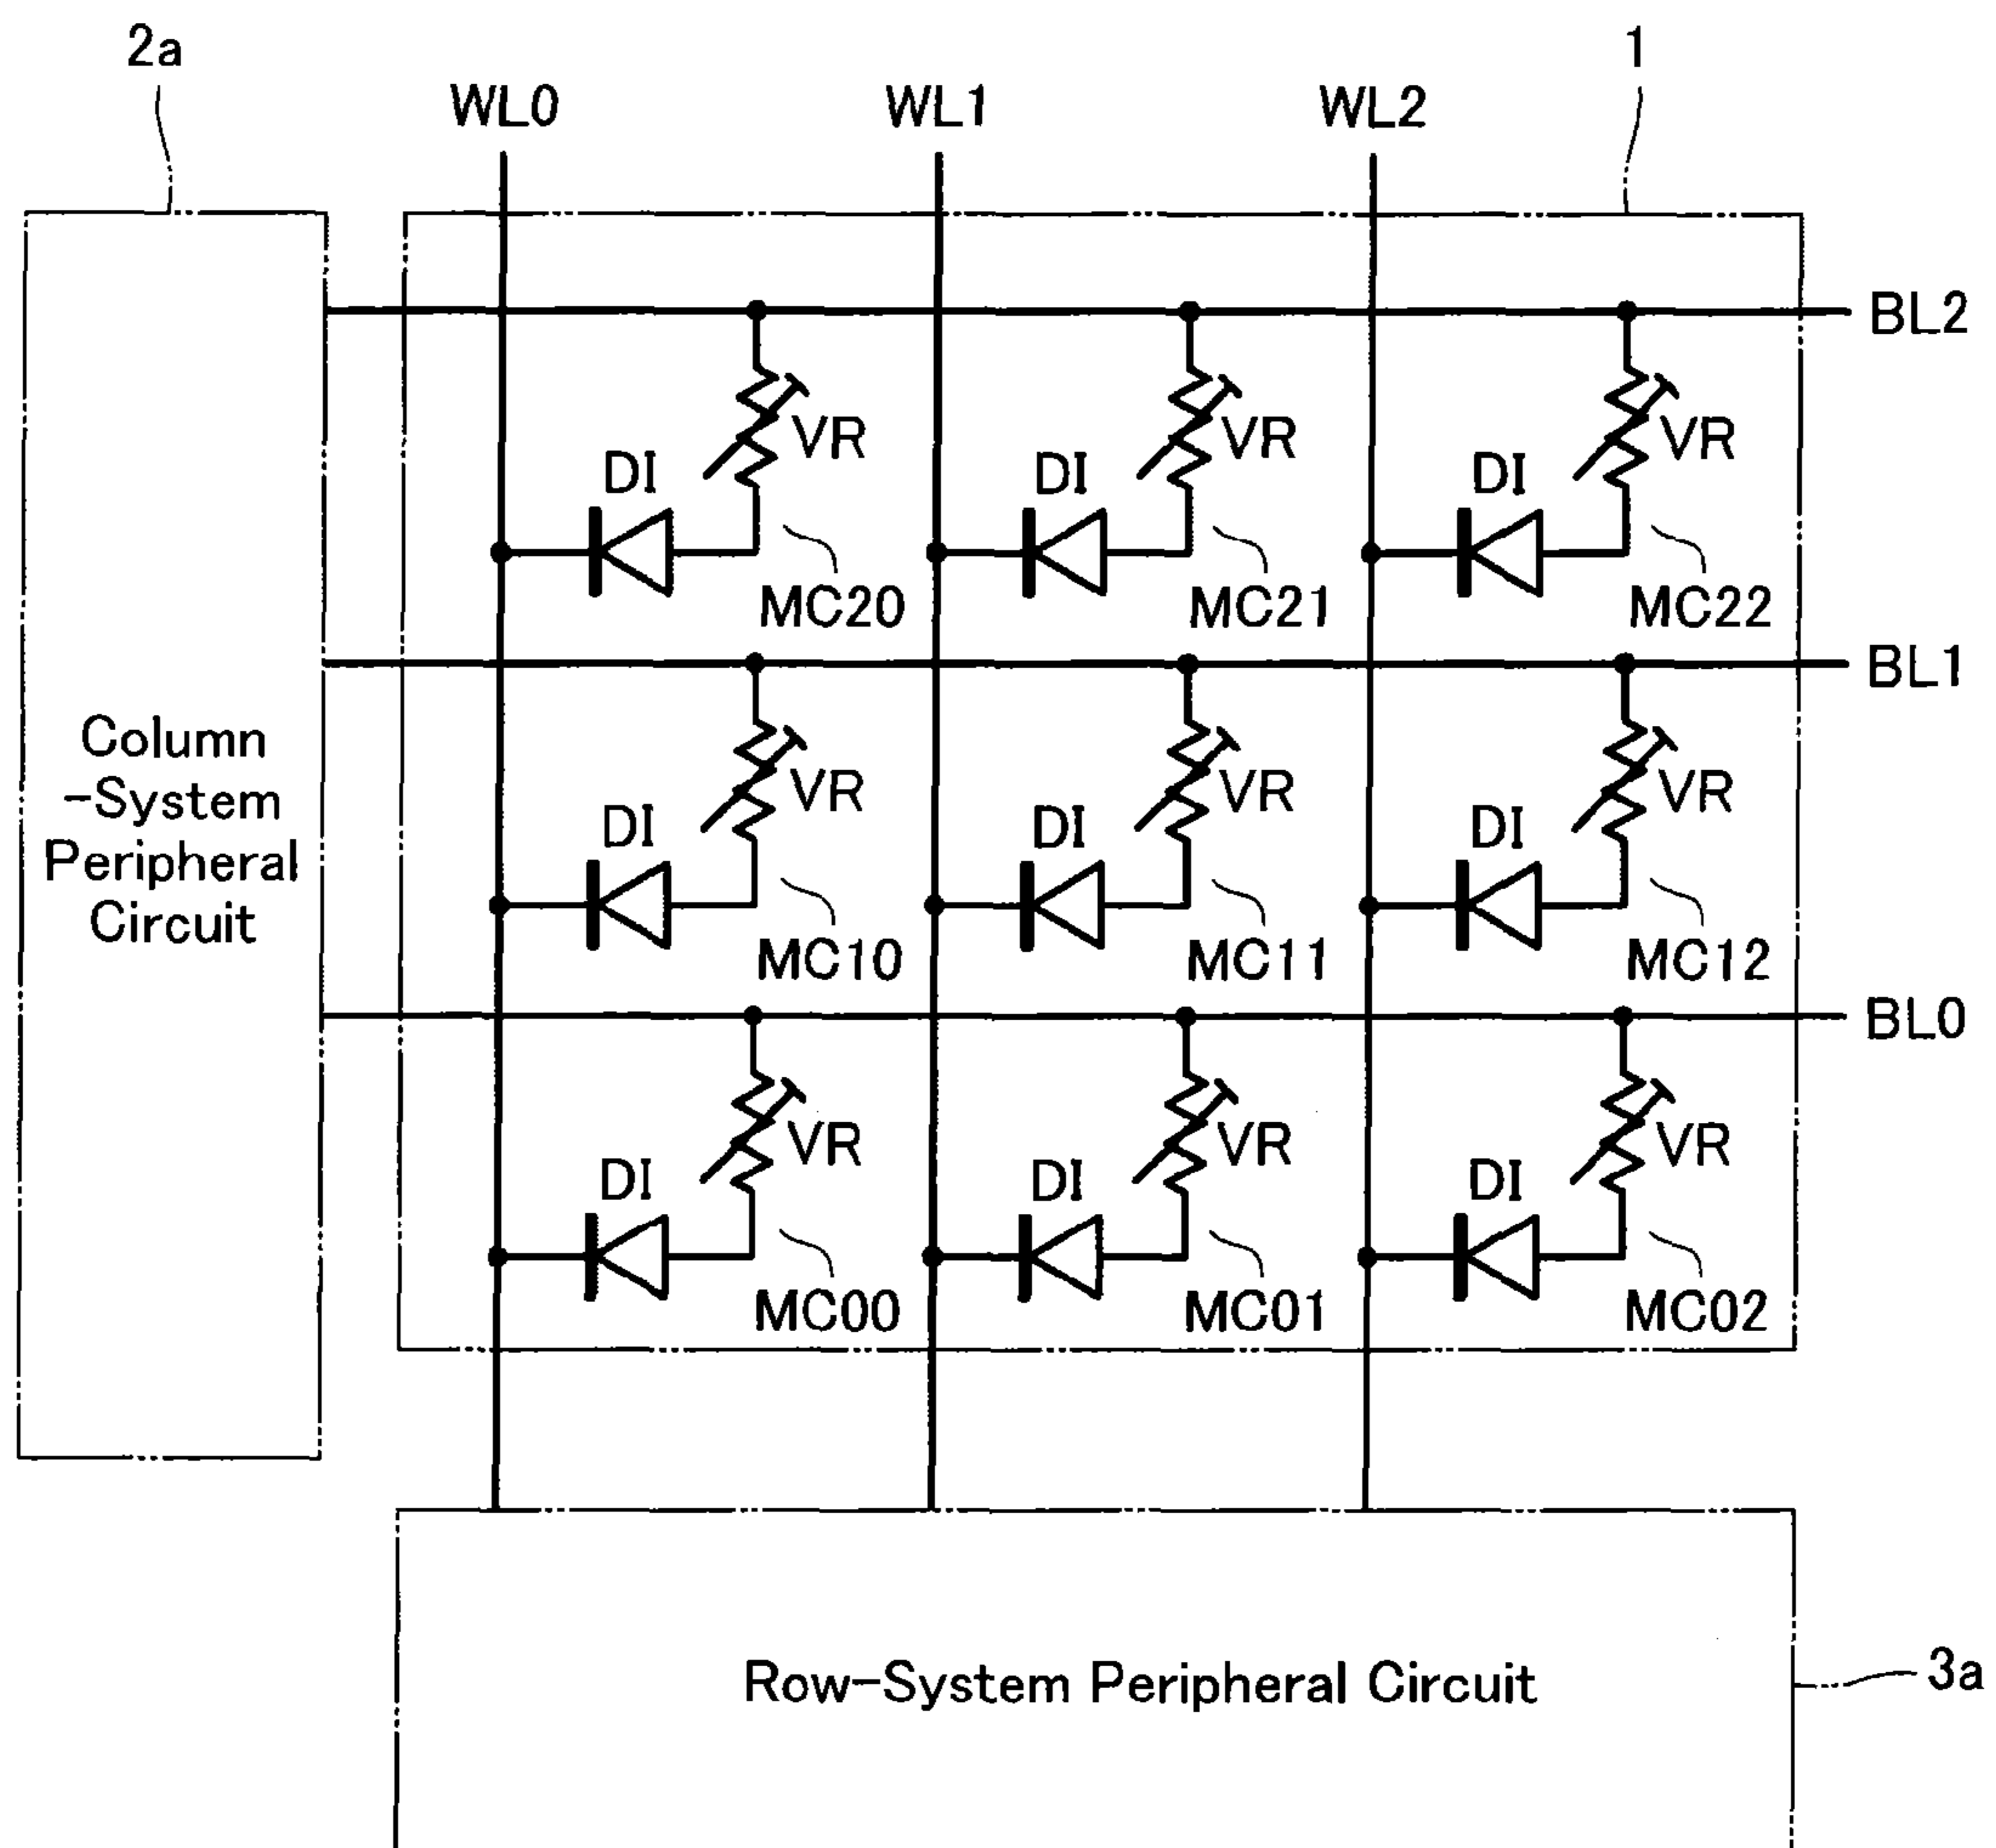 2a
1
WL0
WL1
WL2
BL2
VR
VR
VR
DI
DI
DI
MC20
MC21
MC22
BL1
Column
-System
Peripheral
Circuit
VR
VR
VR
DI
DI
DI
MC10
MC11
MC12
BL0
VR
VR
VR
DI
DI
DI
MC00
MC01
MC02
Row-System Peripheral Circuit
3a